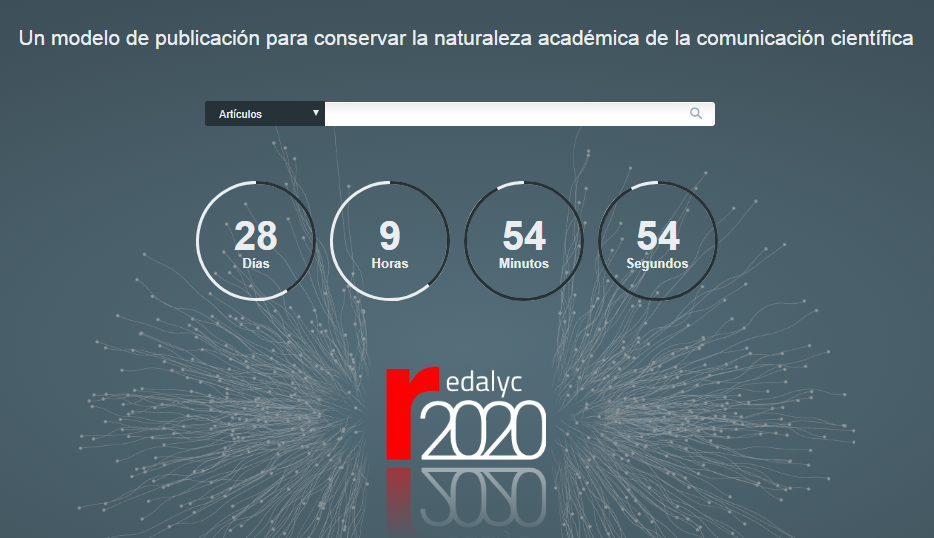 Un modelo de publicación para conservar la naturaleza académica de la comunicación científica
Artículos
28 9 54 54
Días Horas Minutos Segundos
redalyc
2020